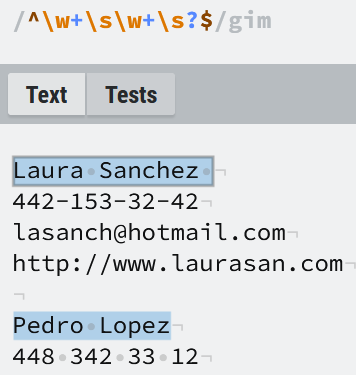 /^\w+\s\w+\s?$/gim
Text Tests
Laura Sanchez
442-153-32-42
lasanch@hotmail.com
http://www.laurasan.com
Pedro Lopez
448 342 33 12